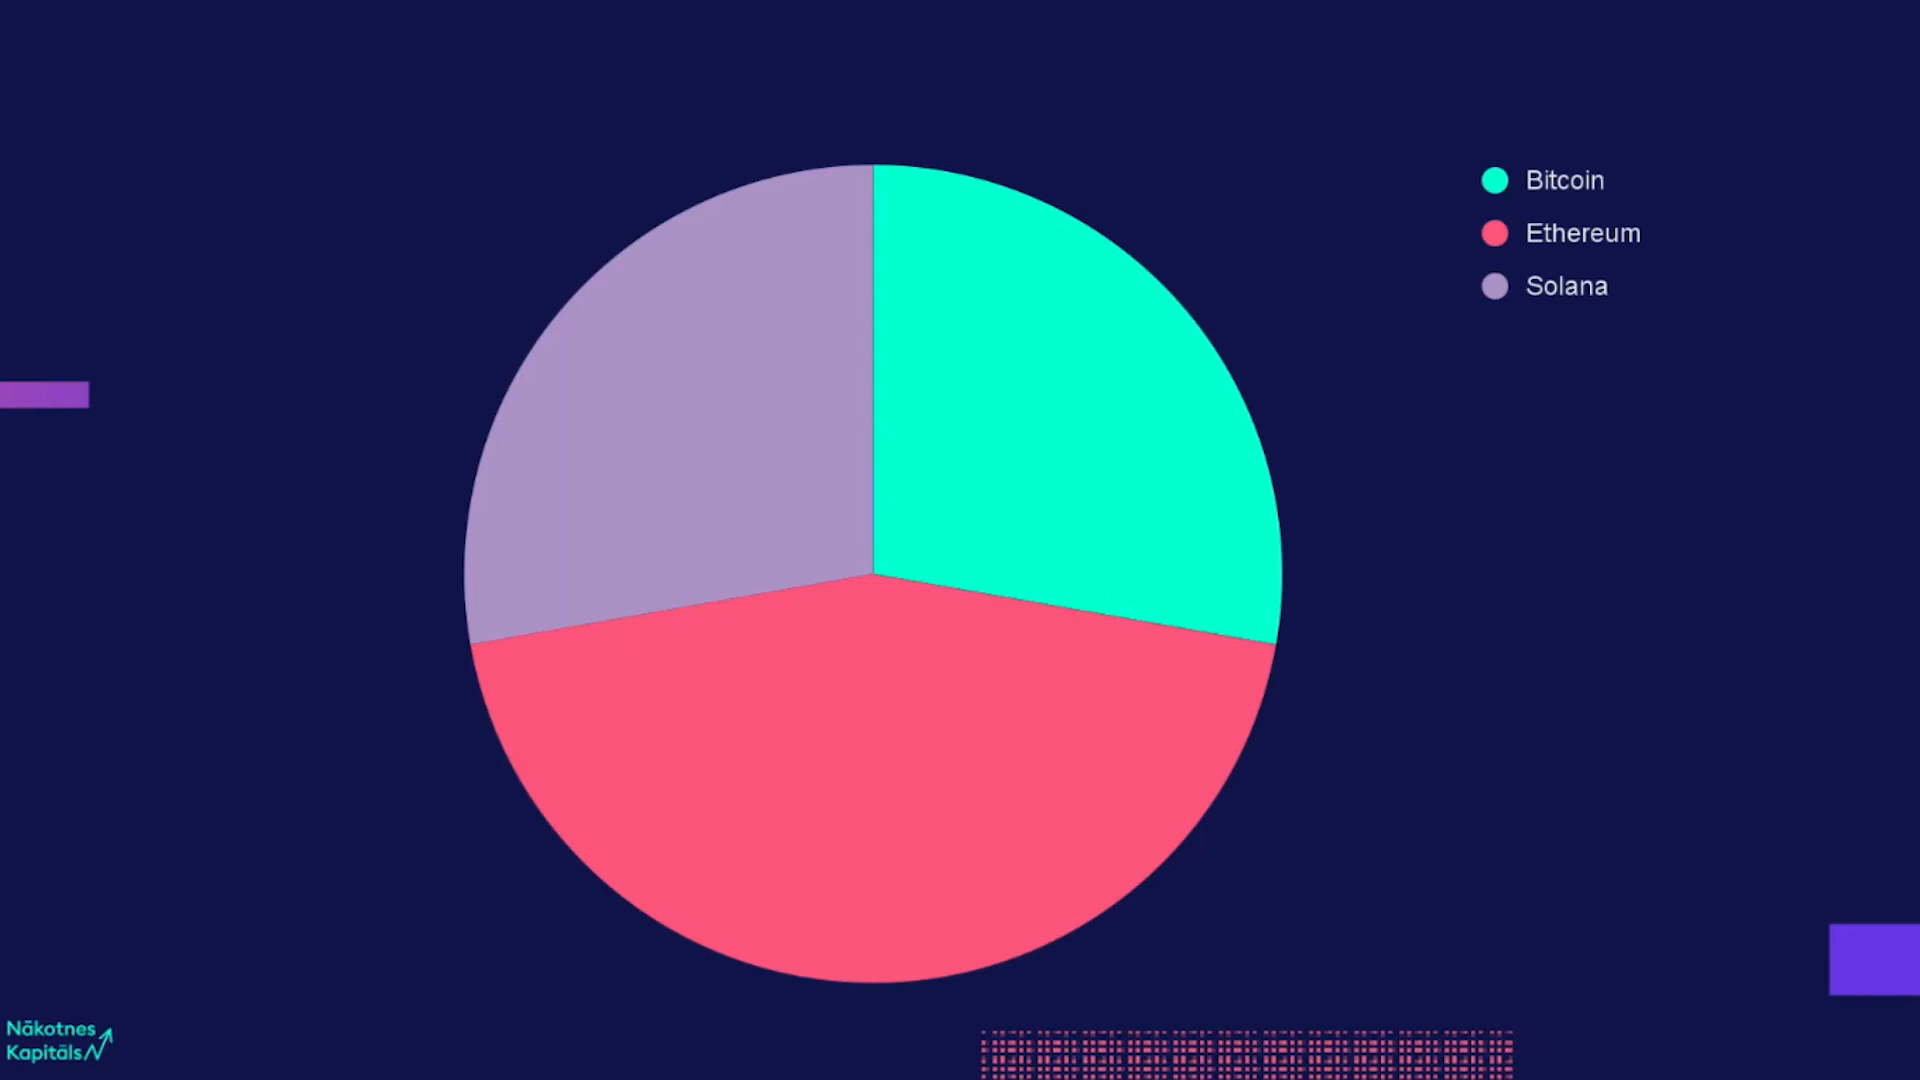 Bitcoin
Ethereum
Solana
Nākotnes
Kapitāls